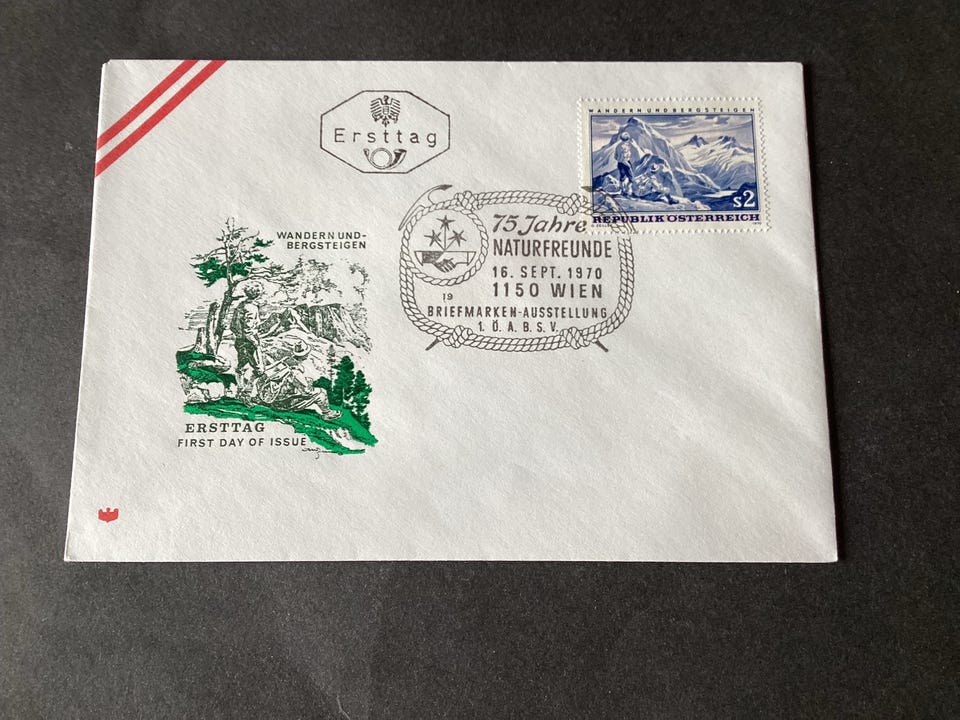 Ersttag
WANDERN UND BERGSTEIGEN
s2
REPUBLIK ÖSTERREICH
75 Jahre
NATURFREUNDE
16. SEPT. 1970
1150 WIEN
19
BRIEFMARKEN-AUSSTELLUNG
1. Ö. A. B. S. V.
WANDERN UND-
BERGSTEIGEN
ERSTTAG
FIRST DAY OF ISSUE